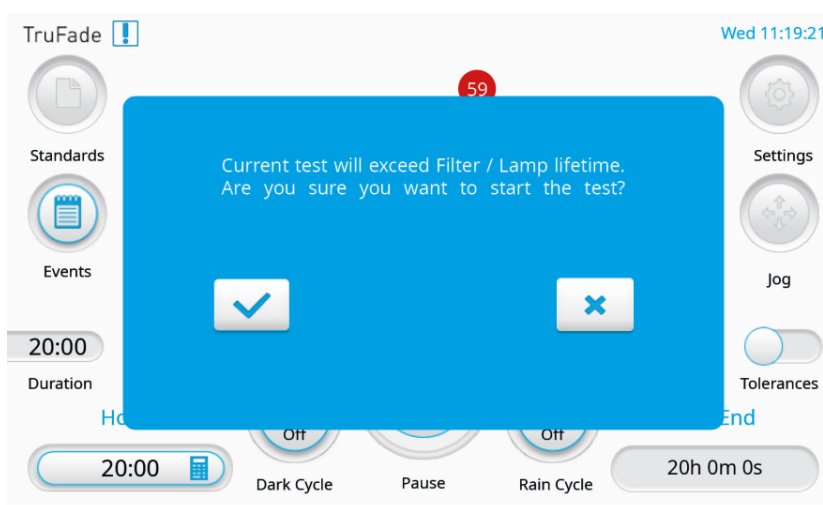 TruFade
Wed 11:19:21
59
Standards
Settings
Current test will exceed Filter / Lamp lifetime.
Are you sure you want to start the test?
Events
Jog
20:00
Duration
Tolerances
End
Off
Off
20:00
20h 0m 0s
Dark Cycle
Pause
Rain Cycle